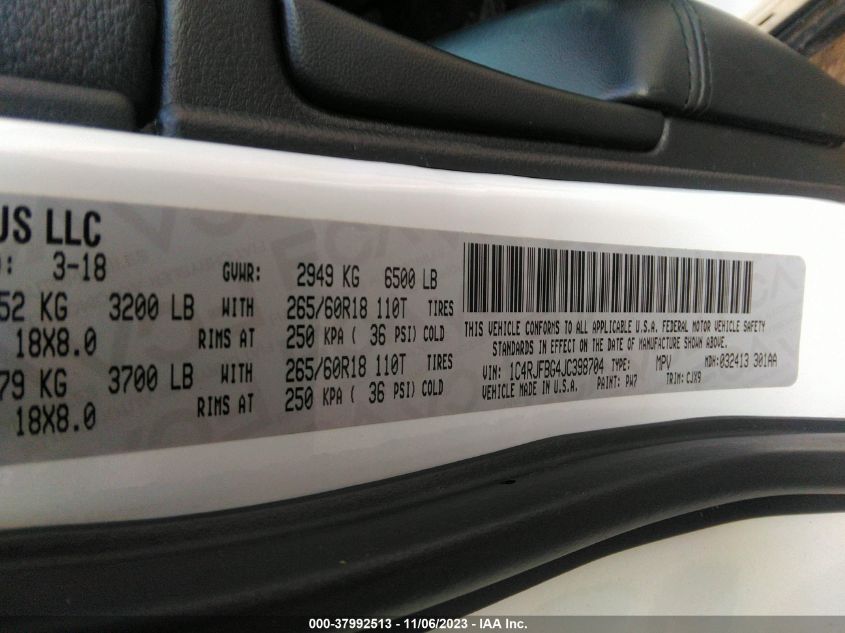 US LLC
3-18 GVWR: 2949 KG 6500 LB
52 KG 3200 LB WITH 265/60R18 110T TIRES
18X8.0 RIMS AT 250 KPA ( 36 PSI) COLD
79 KG 3700 LB WITH 265/60R18 110T TIRES
18X8.0 RIMS AT 250 KPA ( 36 PSI) COLD
THIS VEHICLE CONFORMS TO ALL APPLICABLE U.S.A. FEDERAL MOTOR VEHICLE SAFETY
STANDARDS IN EFFECT ON THE DATE OF MANUFACTURE SHOWN ABOVE.
VIN: 1C4RJFBG4JC398704 TYPE: MPV MDH: 032413 301AA
VEHICLE MADE IN U.S.A. PAINT: PW7 TRIM: CJX9
000-37992513 - 11/06/2023 - IAA Inc.